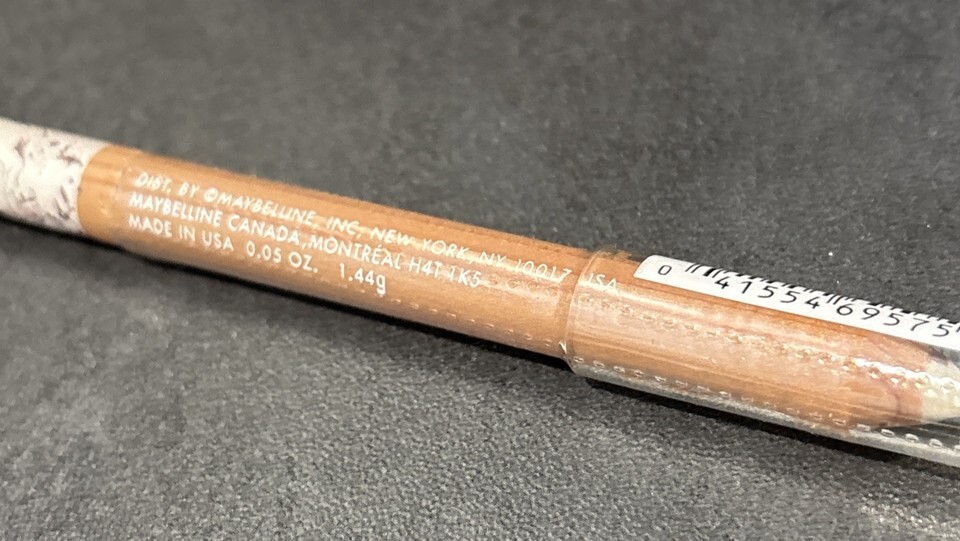 DIST. BY ©MAYBELLINE, INC, NEW YORK, NY 10017 USA
MAYBELLINE CANADA, MONTRÉAL H4T 1K5
MADE IN USA 0.05 OZ. 1.44g
0 41554 69575